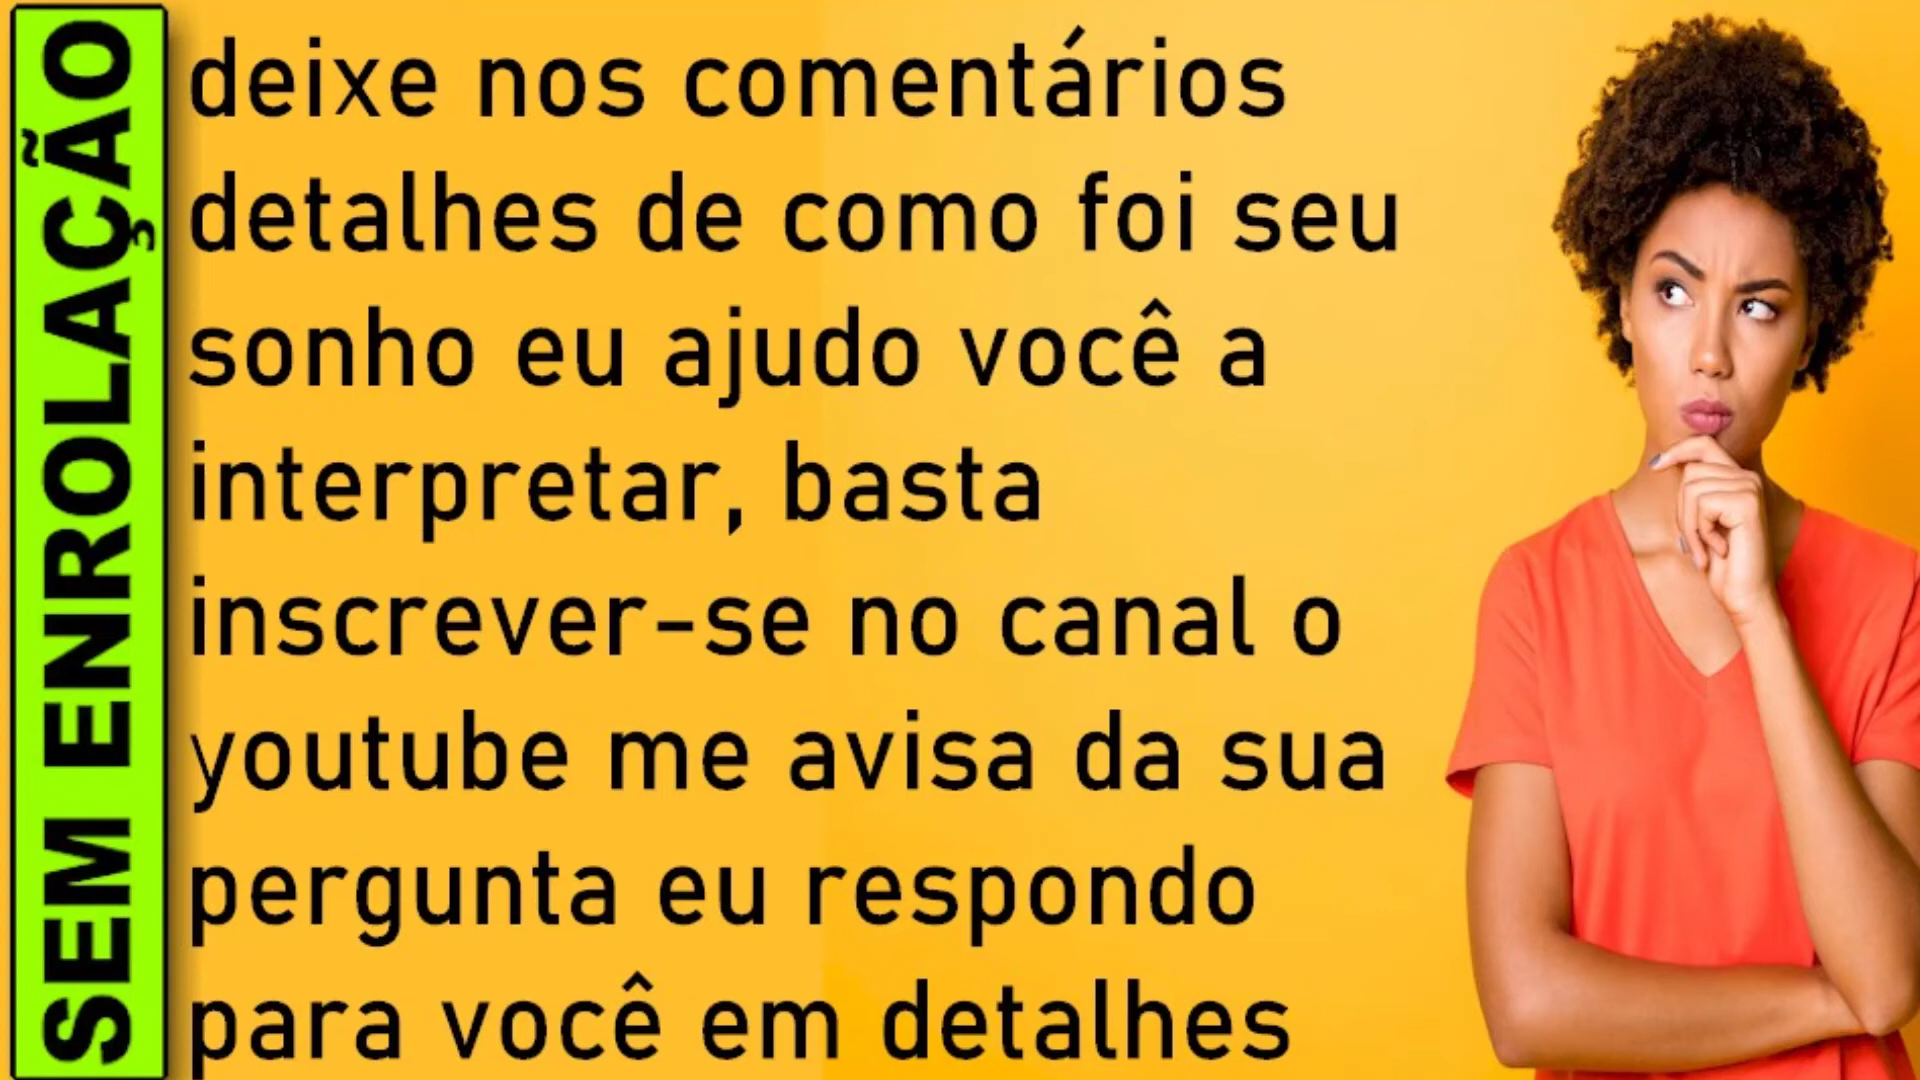 SEM ENROLAÇÃO
deixe nos comentários
detalhes de como foi seu
sonho eu ajudo você a
interpretar, basta
inscrever-se no canal o
youtube me avisa da sua
pergunta eu respondo
para você em detalhes